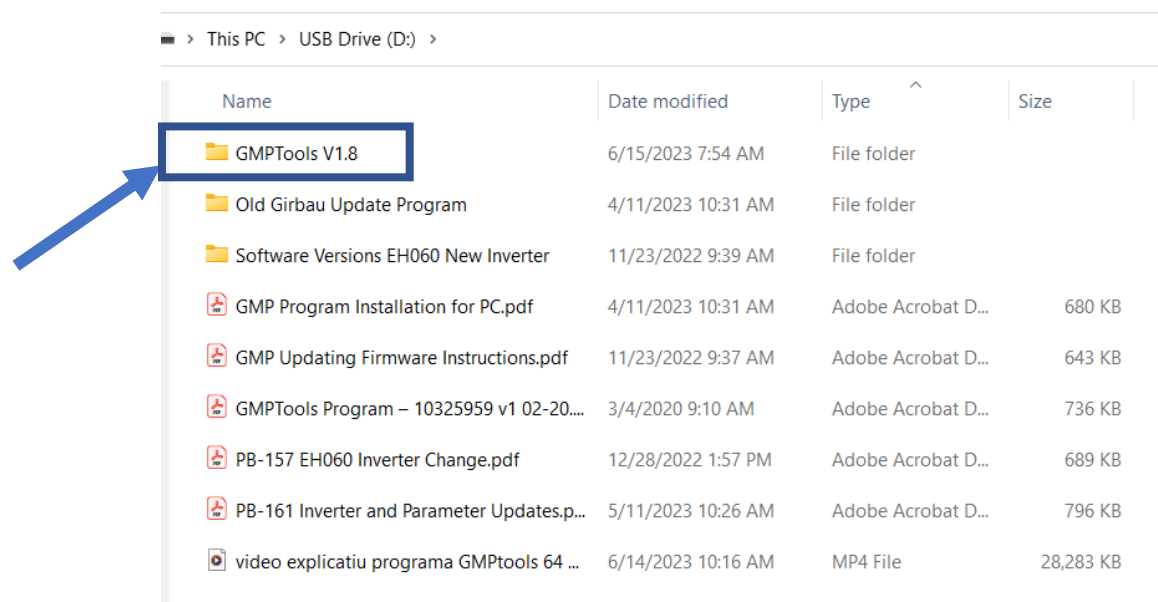 This PC > USB Drive (D:) >
Name Date modified Type Size
GMPTools V1.8 6/15/2023 7:54 AM File folder
Old Girbau Update Program 4/11/2023 10:31 AM File folder
Software Versions EH060 New Inverter 11/23/2022 9:39 AM File folder
GMP Program Installation for PC.pdf 4/11/2023 10:31 AM Adobe Acrobat D... 680 KB
GMP Updating Firmware Instructions.pdf 11/23/2022 9:37 AM Adobe Acrobat D... 643 KB
GMPTools Program – 10325959 v1 02-20.... 3/4/2020 9:10 AM Adobe Acrobat D... 736 KB
PB-157 EH060 Inverter Change.pdf 12/28/2022 1:57 PM Adobe Acrobat D... 689 KB
PB-161 Inverter and Parameter Updates.p... 5/11/2023 10:26 AM Adobe Acrobat D... 796 KB
video explicatiu programa GMPtools 64 ... 6/14/2023 10:16 AM MP4 File 28,283 KB